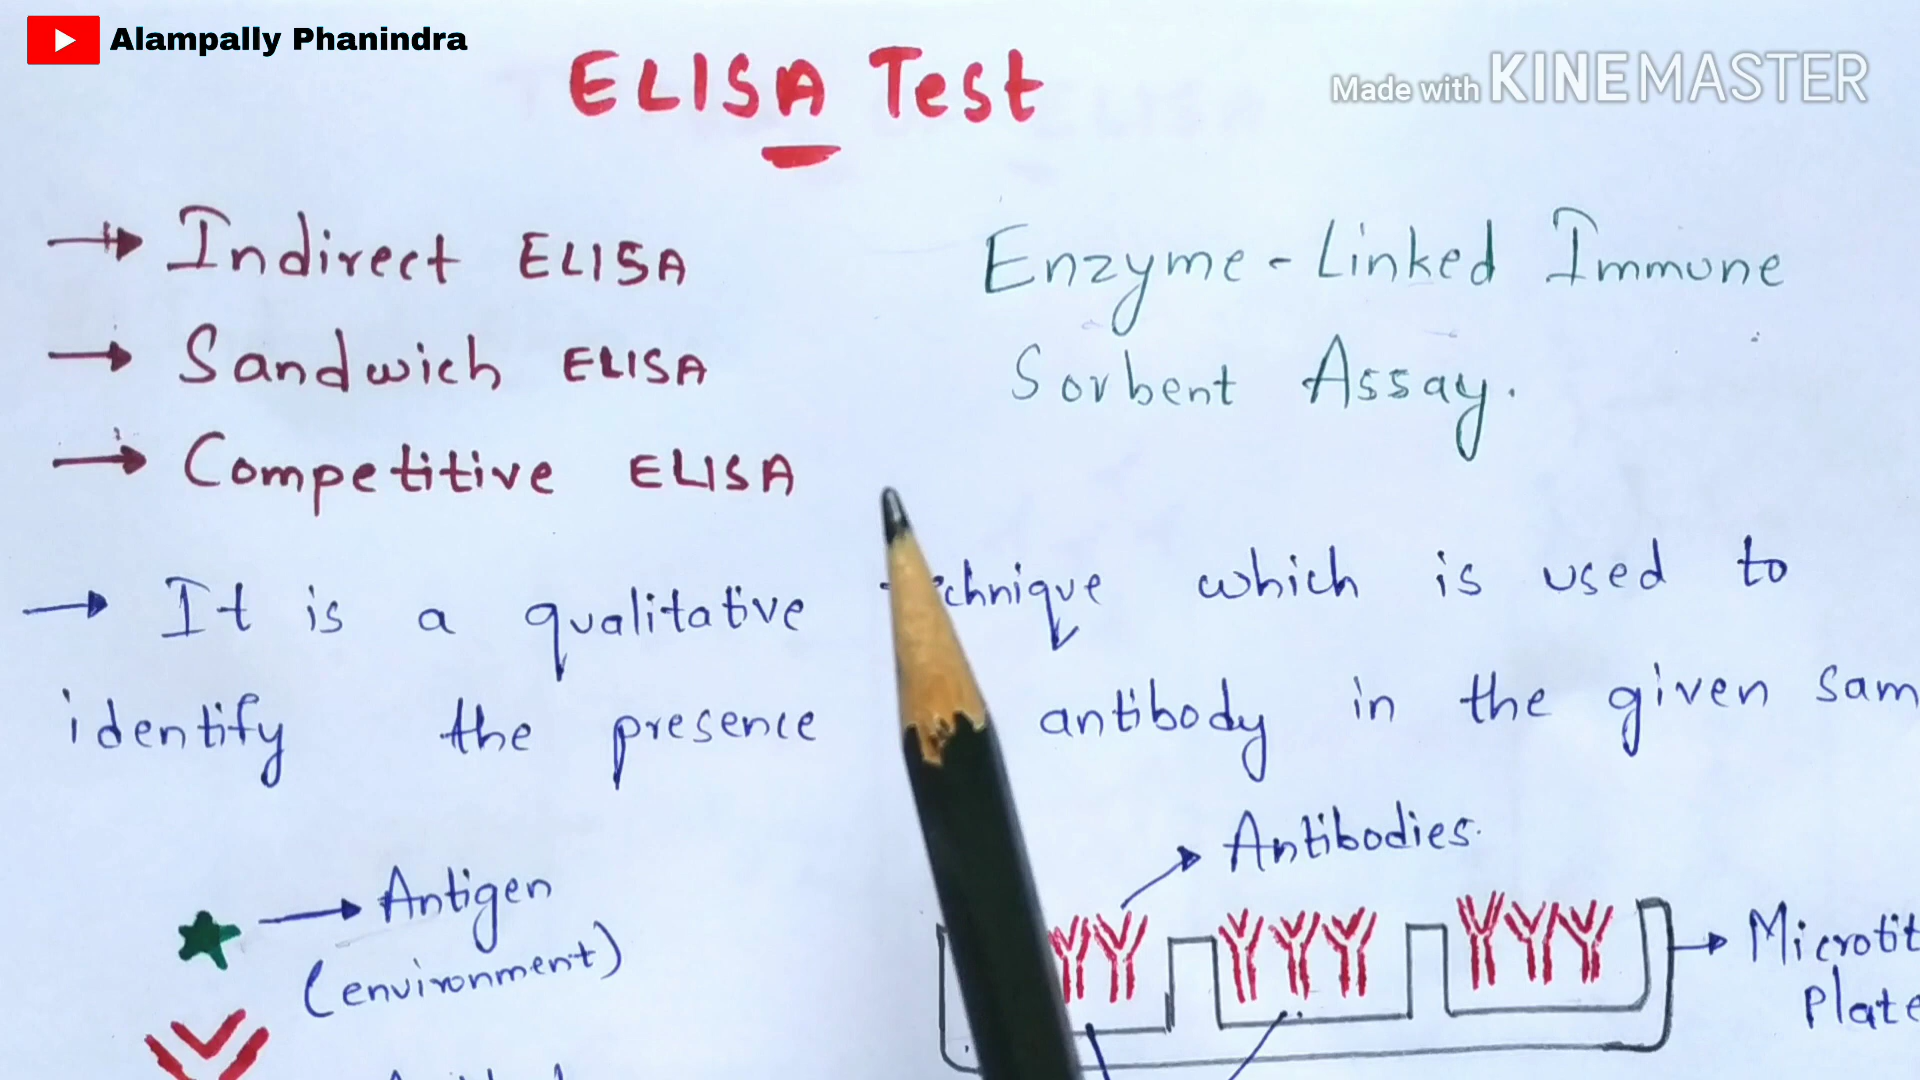 Alampally Phanindra
Made with KINEMASTER
ELISA Test
→ Indirect ELISA
→ Sandwich ELISA
→ Competitive ELISA
Enzyme-Linked Immune
Sorbent Assay.
→ It is a qualitative which is used to
identify the presence antibody in the given sam
Antibodies.
→ Antigen
(environment)
→ Microtit
Plate